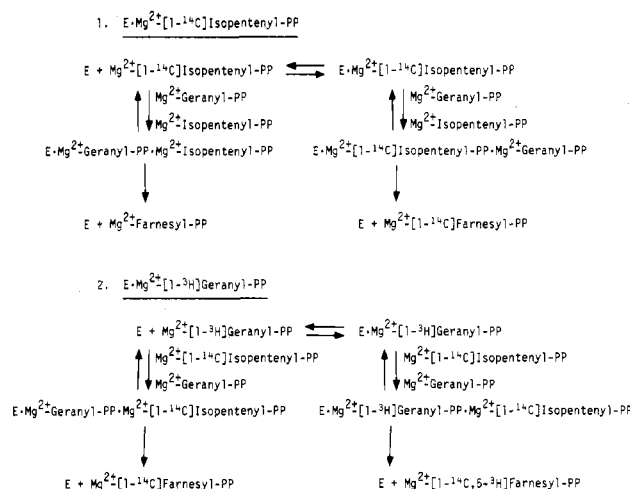 1. E·Mg²⁺-[1-¹⁴C]Isopentenyl-PP
E + Mg²⁺-[1-¹⁴C]Isopentenyl-PP E·Mg²⁺-[1-¹⁴C]Isopentenyl-PP
Mg²⁺-Geranyl-PP Mg²⁺-Geranyl-PP
Mg²⁺-Isopentenyl-PP Mg²⁺-Isopentenyl-PP
E·Mg²⁺-Geranyl-PP·Mg²⁺-Isopentenyl-PP E·Mg²⁺-[1-¹⁴C]Isopentenyl-PP·Mg²⁺-Geranyl-PP
E + Mg²⁺-Farnesyl-PP E + Mg²⁺-[1-¹⁴C]Farnesyl-PP
2. E·Mg²⁺-[1-³H]Geranyl-PP
E + Mg²⁺-[1-³H]Geranyl-PP E·Mg²⁺-[1-³H]Geranyl-PP
Mg²⁺-[1-¹⁴C]Isopentenyl-PP Mg²⁺-[1-¹⁴C]Isopentenyl-PP
Mg²⁺-Geranyl-PP Mg²⁺-Geranyl-PP
E·Mg²⁺-Geranyl-PP·Mg²⁺-[1-¹⁴C]Isopentenyl-PP E·Mg²⁺-[1-³H]Geranyl-PP·Mg²⁺-[1-¹⁴C]Isopentenyl-PP
E + Mg²⁺-[1-¹⁴C]Farnesyl-PP E + Mg²⁺-[1-¹⁴C,5-³H]Farnesyl-PP